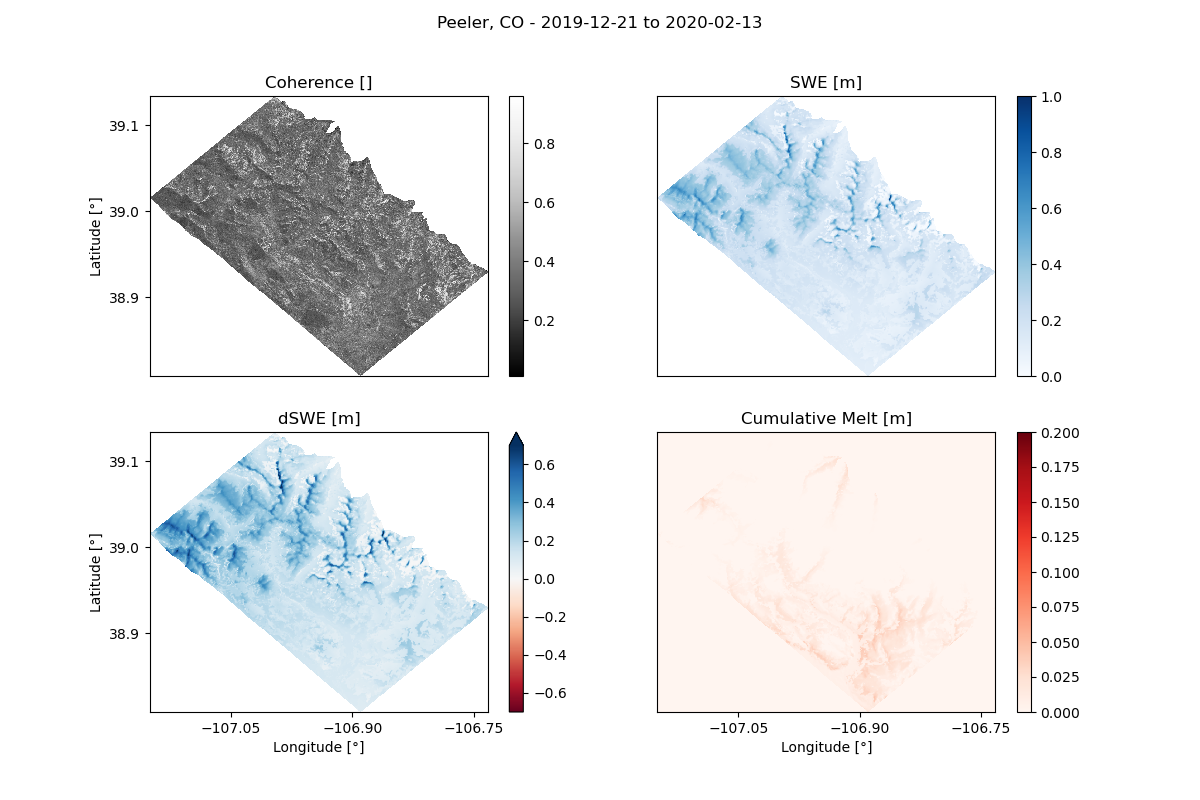 Peeler, CO - 2019-12-21 to 2020-02-13
Coherence []
39.1
39.0
38.9
Latitude [°]
0.8
0.6
0.4
0.2
SWE [m]
1.0
0.8
0.6
0.4
0.2
0.0
dSWE [m]
39.1
39.0
38.9
Latitude [°]
−107.05 −106.90 −106.75
Longitude [°]
0.6
0.4
0.2
0.0
−0.2
−0.4
−0.6
Cumulative Melt [m]
−107.05 −106.90 −106.75
Longitude [°]
0.200
0.175
0.150
0.125
0.100
0.075
0.050
0.025
0.000